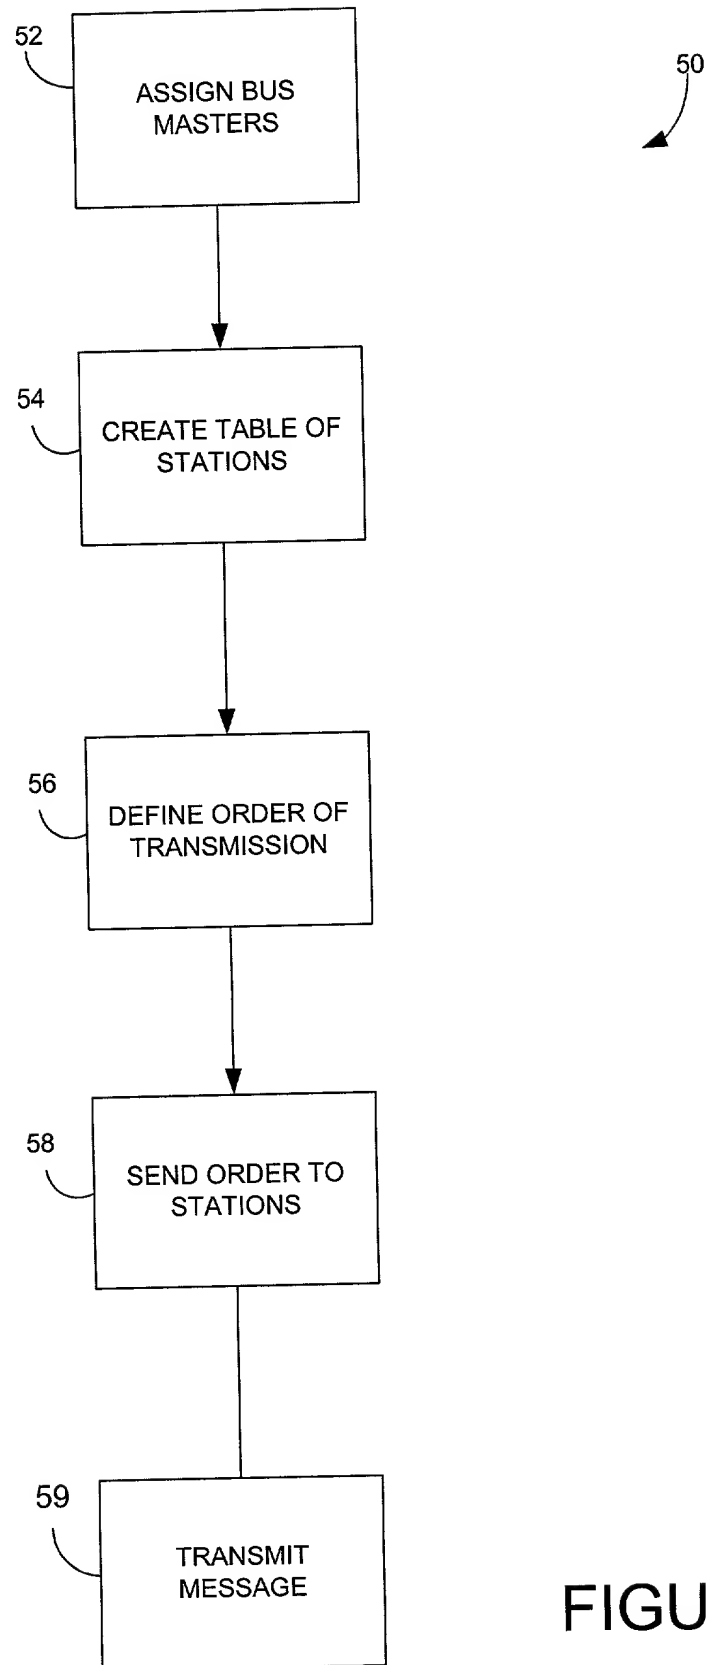 52
50
ASSIGN BUS
MASTERS
54
CREATE TABLE OF
STATIONS
56
DEFINE ORDER OF
TRANSMISSION
58
SEND ORDER TO
STATIONS
59
TRANSMIT
MESSAGE
FIGU